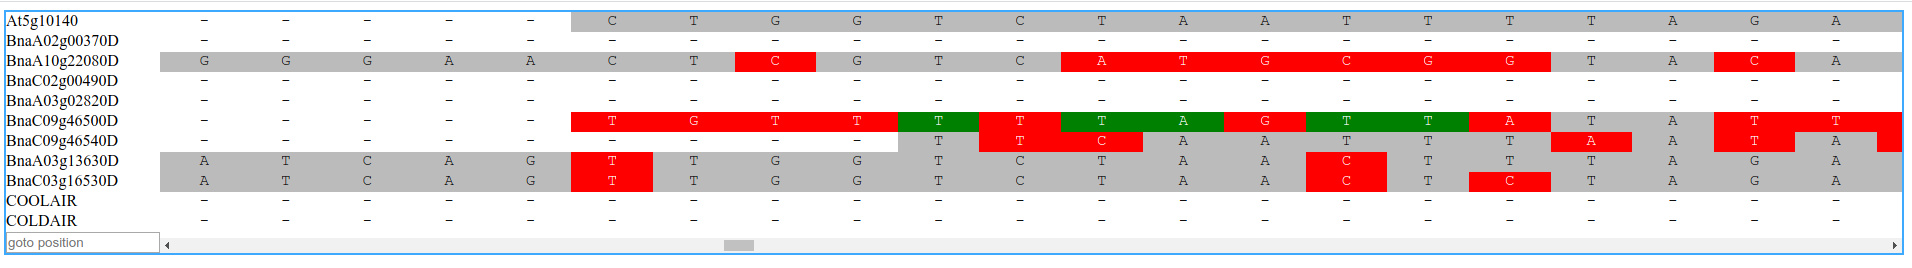 At5g10140 - - - - - C T G G T C T A A T T T T A G A
BnaA02g00370D - - - - - - - - - - - - - - - - - - - - -
BnaA10g22080D G G G A A C T C G T C A T G C G G T A C A
BnaC02g00490D - - - - - - - - - - - - - - - - - - - - -
BnaA03g02820D - - - - - - - - - - - - - - - - - - - - -
BnaC09g46500D - - - - - T G T T T T T A G T T A T A T T
BnaC09g46540D - - - - - - - - - T T C A A T T T A A T A
BnaA03g13630D A T C A G T T G G T C T A A C T T T A G A
BnaC03g16530D A T C A G T T G G T C T A A C T C T A G A
COOLAIR - - - - - - - - - - - - - - - - - - - - -
COLDAIR - - - - - - - - - - - - - - - - - - - - -
goto position